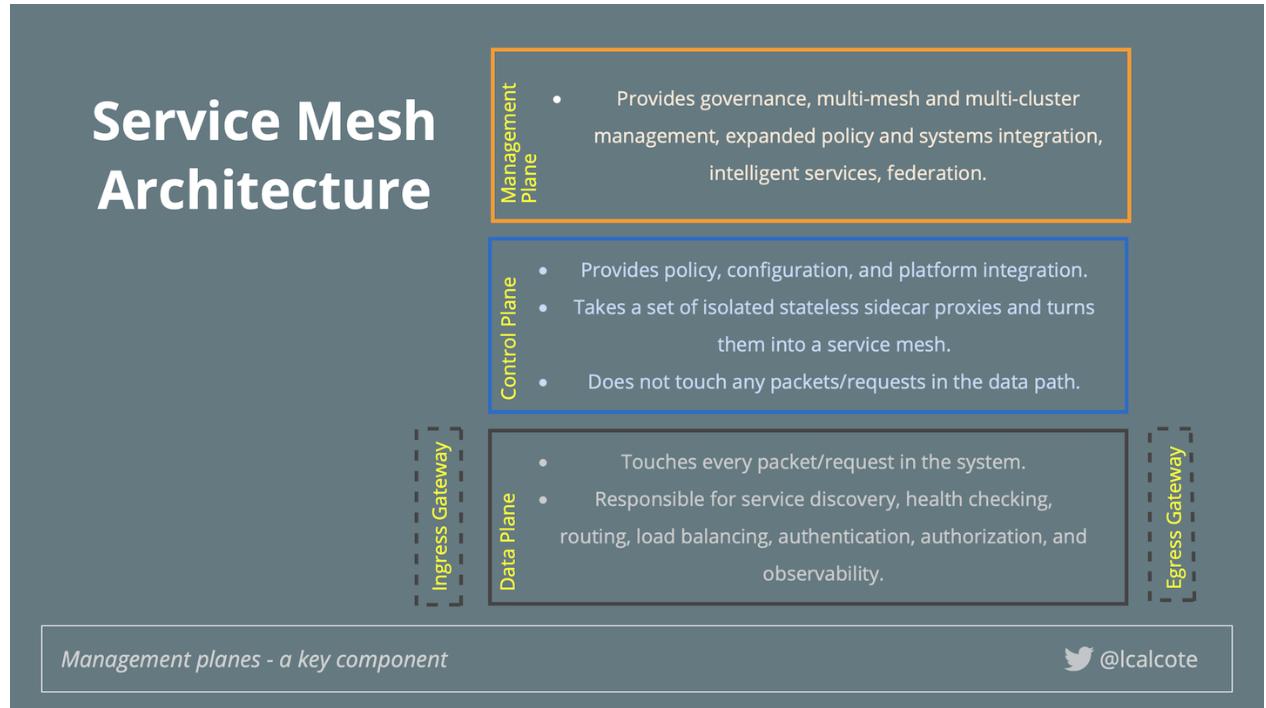 Service Mesh
Architecture
Management
Plane
• Provides governance, multi-mesh and multi-cluster
management, expanded policy and systems integration,
intelligent services, federation.
Control Plane
• Provides policy, configuration, and platform integration.
• Takes a set of isolated stateless sidecar proxies and turns
them into a service mesh.
• Does not touch any packets/requests in the data path.
Ingress Gateway
Data Plane
• Touches every packet/request in the system.
• Responsible for service discovery, health checking,
routing, load balancing, authentication, authorization, and
observability.
Egress Gateway
Management planes - a key component
@lcalcote